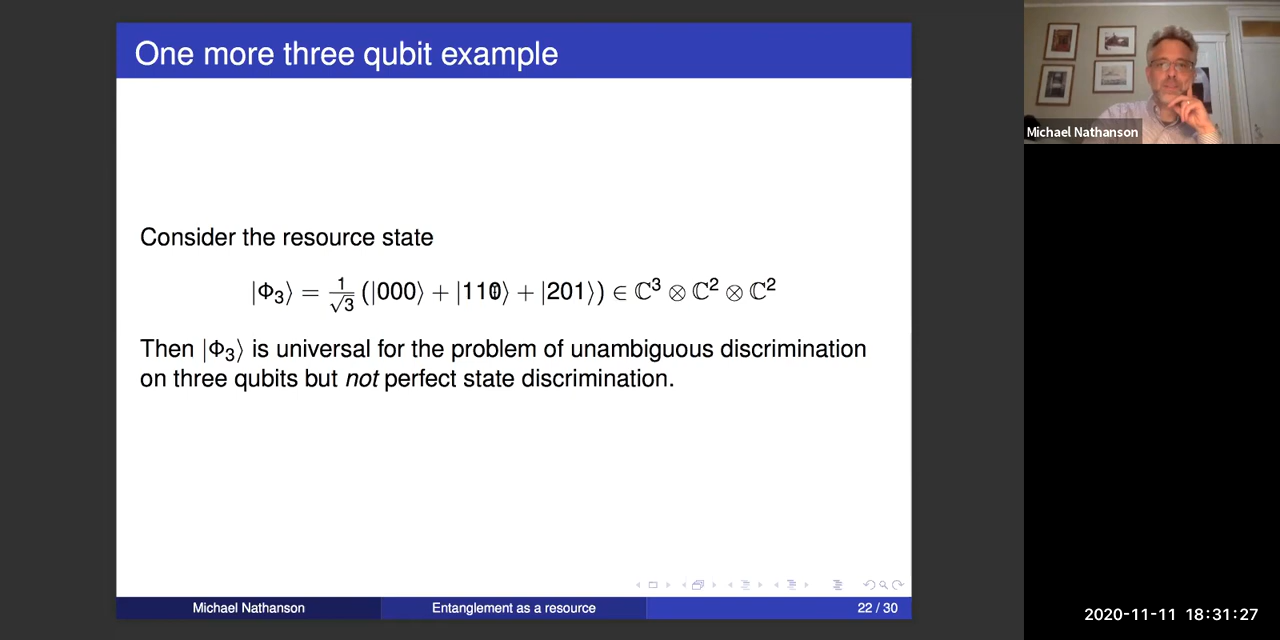 One more three qubit example
Michael Nathanson
Consider the resource state
|Φ₃⟩ = 1/√3 (|000⟩ + |110⟩ + |201⟩) ∈ ℂ³ ⊗ ℂ² ⊗ ℂ²
Then |Φ₃⟩ is universal for the problem of unambiguous discrimination
on three qubits but not perfect state discrimination.
Michael Nathanson Entanglement as a resource 22 / 30
2020-11-11 18:31:27